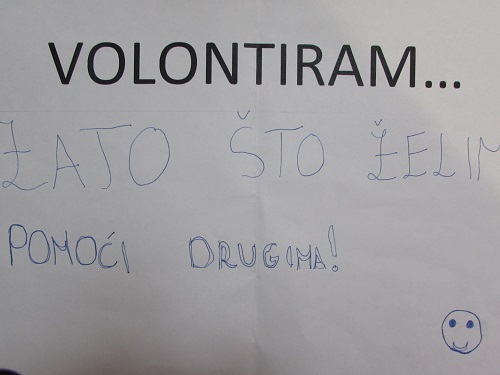 VOLONTIRAM...
ZATO ŠTO ŽELIM
POMOĆI DRUGIMA!